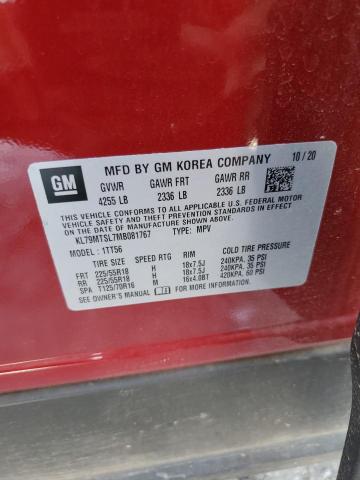 MFD BY GM KOREA COMPANY 10/20
GM
GVWR GAWR FRT GAWR RR
4255 LB 2336 LB 2336 LB
THIS VEHICLE CONFORMS TO ALL APPLICABLE U.S. FEDERAL MOTOR
VEHICLE SAFETY, BUMPER, AND THEFT PREVENTION STANDARDS IN
EFFECT ON THE DATE OF MANUFACTURE SHOWN ABOVE.
KL79MTSL7MB081767 TYPE: MPV
MODEL: 1TT56
TIRE SIZE SPEED RTG RIM COLD TIRE PRESSURE
FRT 225/55R18 H 18x7.5J 240KPA, 35 PSI
RR 225/55R18 H 18x7.5J 240KPA, 35 PSI
SPA T125/70R16 M 16x4.0BT 420KPA, 60 PSI
SEE OWNER'S MANUAL FOR ADDITIONAL INFORMATION.